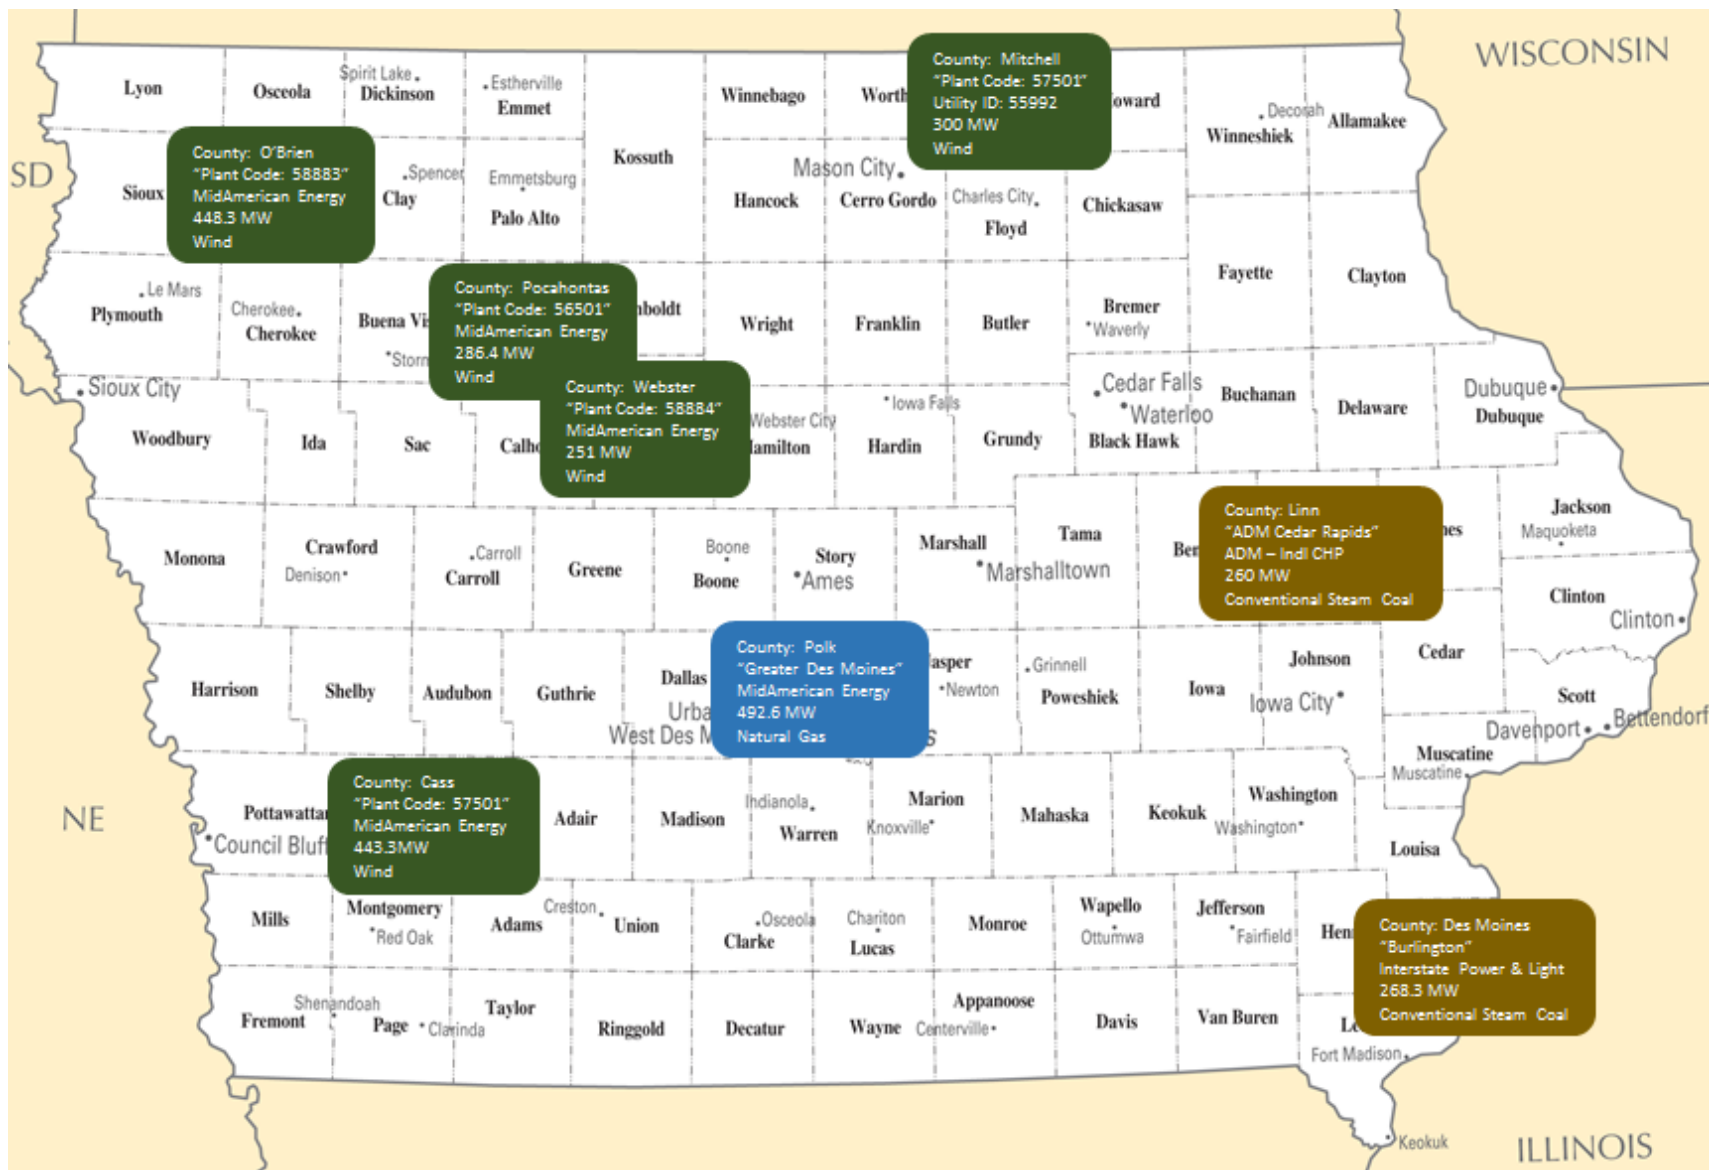 WISCONSIN
SD
NE
ILLINOIS
Lyon
Osceola
Spirit Lake
Dickinson
Estherville
Emmet
Winnebago
Worth
County: Mitchell
"Plant Code: 57501"
Utility ID: 55992
300 MW
Wind
oward
Decorah
Winneshiek
Allamakee
Sioux
County: O'Brien
"Plant Code: 58883"
MidAmerican Energy
448.3 MW
Wind
Spencer
Clay
Emmetsburg
Palo Alto
Kossuth
Hancock
Mason City
Cerro Gordo
Charles City
Floyd
Chickasaw
Le Mars
Plymouth
Cherokee
Cherokee
Buena Vis
Storm
County: Pocahontas
"Plant Code: 56501"
MidAmerican Energy
286.4 MW
Wind
nboldt
Wright
Franklin
Butler
Bremer
Waverly
Fayette
Clayton
Sioux City
Woodbury
Ida
Sac
Calho
County: Webster
"Plant Code: 58884"
MidAmerican Energy
251 MW
Wind
Webster City
amilton
Iowa Falls
Hardin
Grundy
Cedar Falls
Waterloo
Black Hawk
Buchanan
Delaware
Dubuque
Dubuque
Monona
Crawford
Denison
Carroll
Carroll
Greene
Boone
Boone
Story
Ames
Marshall
Marshalltown
Tama
Ben
County: Linn
"ADM Cedar Rapids"
ADM – Indl CHP
260 MW
Conventional Steam Coal
nes
Jackson
Maquoketa
Clinton
Clinton
Harrison
Shelby
Audubon
Guthrie
Dallas
Urba
West Des M
s
County: Polk
"Greater Des Moines"
MidAmerican Energy
492.6 MW
Natural Gas
asper
Newton
Grinnell
Poweshiek
Iowa
Johnson
Iowa City
Cedar
Scott
Davenport
Bettendorf
Muscatine
Muscatine
Pottawattar
Council Bluff
County: Cass
"Plant Code: 57501"
MidAmerican Energy
443.3MW
Wind
Adair
Madison
Indianola
Warren
Marion
Knoxville
Mahaska
Keokuk
Washington
Washington
Louisa
Mills
Montgomery
Red Oak
Adams
Creston
Union
Osceola
Clarke
Chariton
Lucas
Monroe
Wapello
Ottumwa
Jefferson
Fairfield
Henr
County: Des Moines
"Burlington"
Interstate Power & Light
268.3 MW
Conventional Steam Coal
Fremont
Shenandoah
Page
Clarinda
Taylor
Ringgold
Decatur
Wayne
Appanoose
Centerville
Davis
Van Buren
Le
Fort Madison
Keokuk